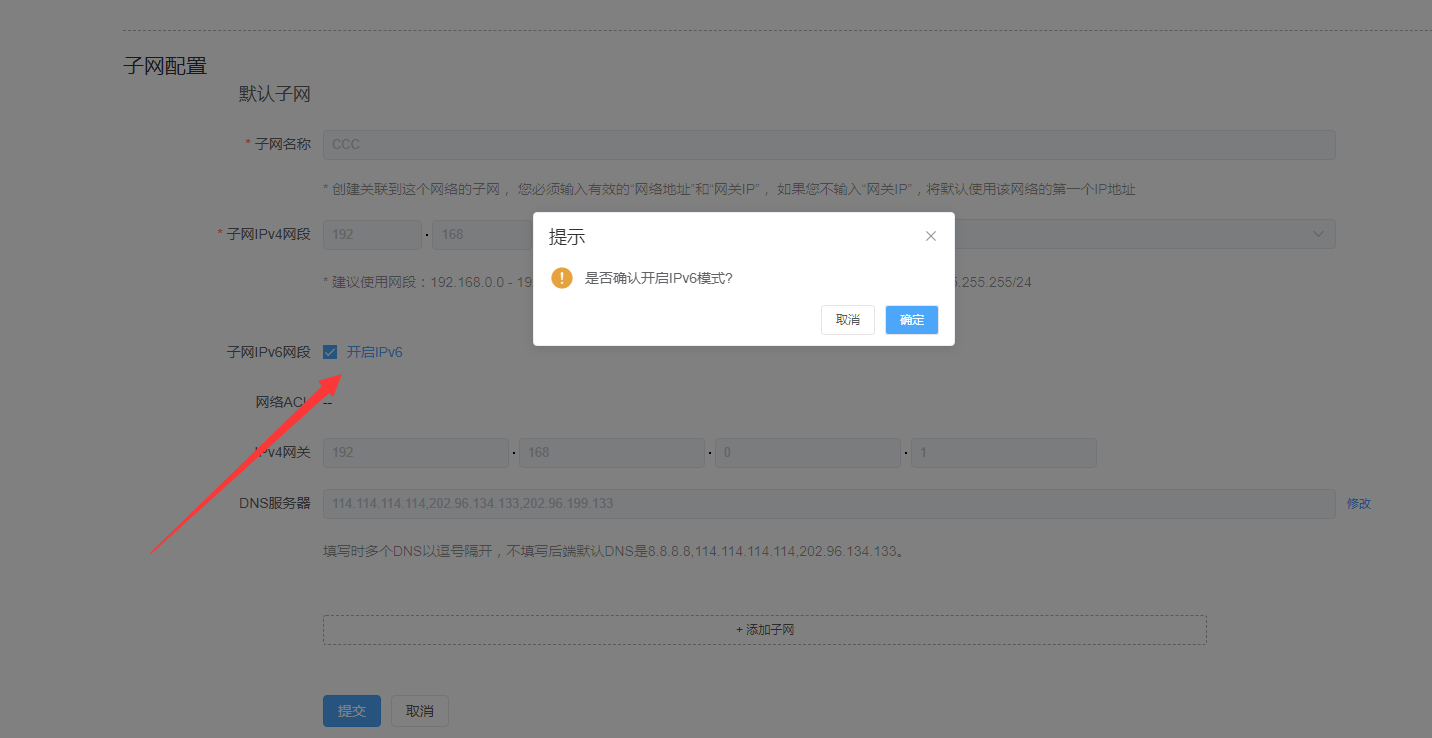 子网配置
默认子网
* 子网名称 CCC
* 创建关联到这个网络的子网， 您必须输入有效的“网络地址”和“网关IP”， 如果您不输入“网关IP”，将默认使用该网络的第一个IP地址
* 子网IPv4网段 192 · 168
提示
是否确认开启IPv6模式?
取消 确定
* 建议使用网段：192.168.0.0 - 19 .255.255/24
子网IPv6网段 开启IPv6
网络ACL --
IPv4网关 192 · 168 · 0 · 1
DNS服务器 114.114.114.114,202.96.134.133,202.96.199.133 修改
填写时多个DNS以逗号隔开，不填写后端默认DNS是8.8.8.8,114.114.114.114,202.96.134.133。
+ 添加子网
提交 取消